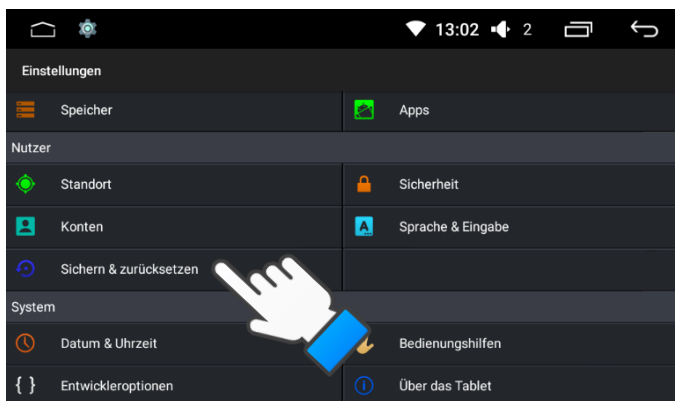 13:02 2
Einstellungen
Speicher Apps
Nutzer
Standort Sicherheit
Konten Sprache & Eingabe
Sichern & zurücksetzen
System
Datum & Uhrzeit Bedienungshilfen
{ } Entwickleroptionen Über das Tablet